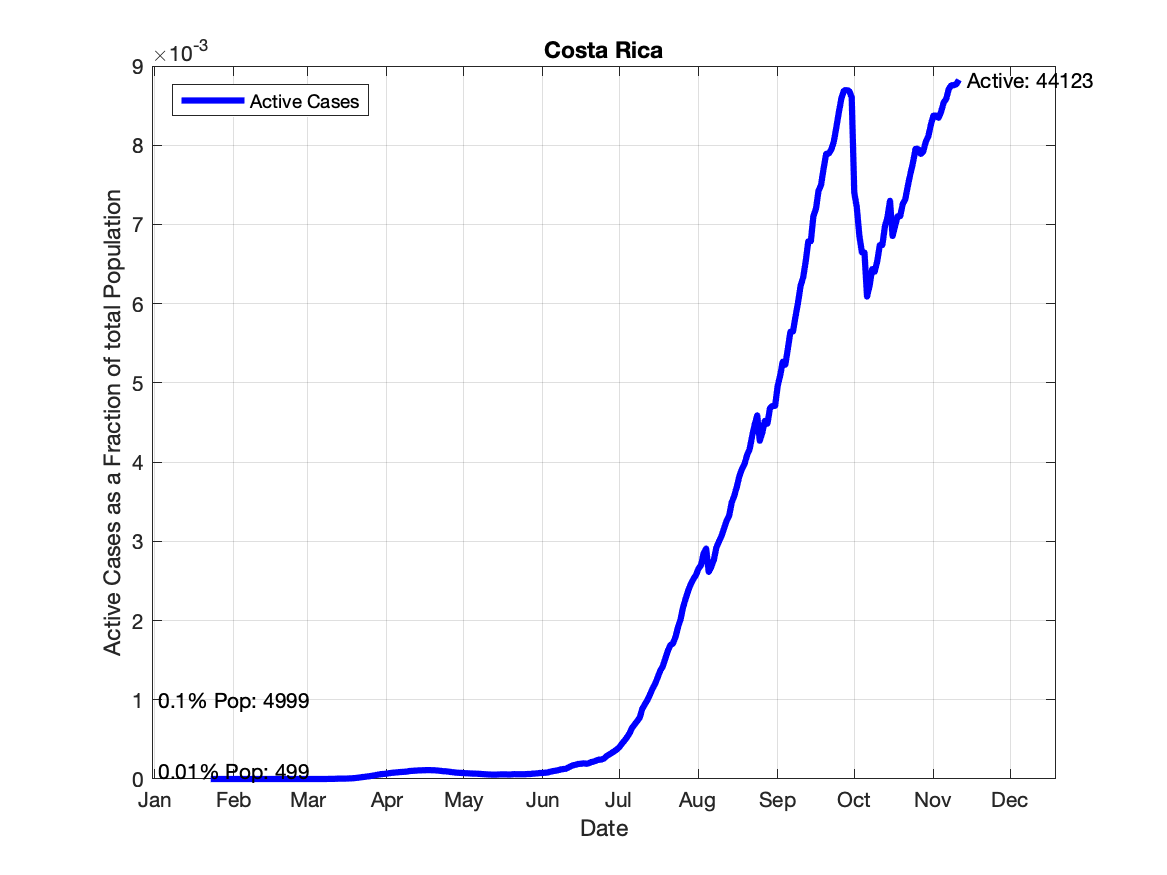 Costa Rica
×10-3
Active Cases
Active: 44123
9
8
7
6
5
4
3
2
1
0
Active Cases as a Fraction of total Population
0.1% Pop: 4999
0.01% Pop: 499
Jan Feb Mar Apr May Jun Jul Aug Sep Oct Nov Dec
Date